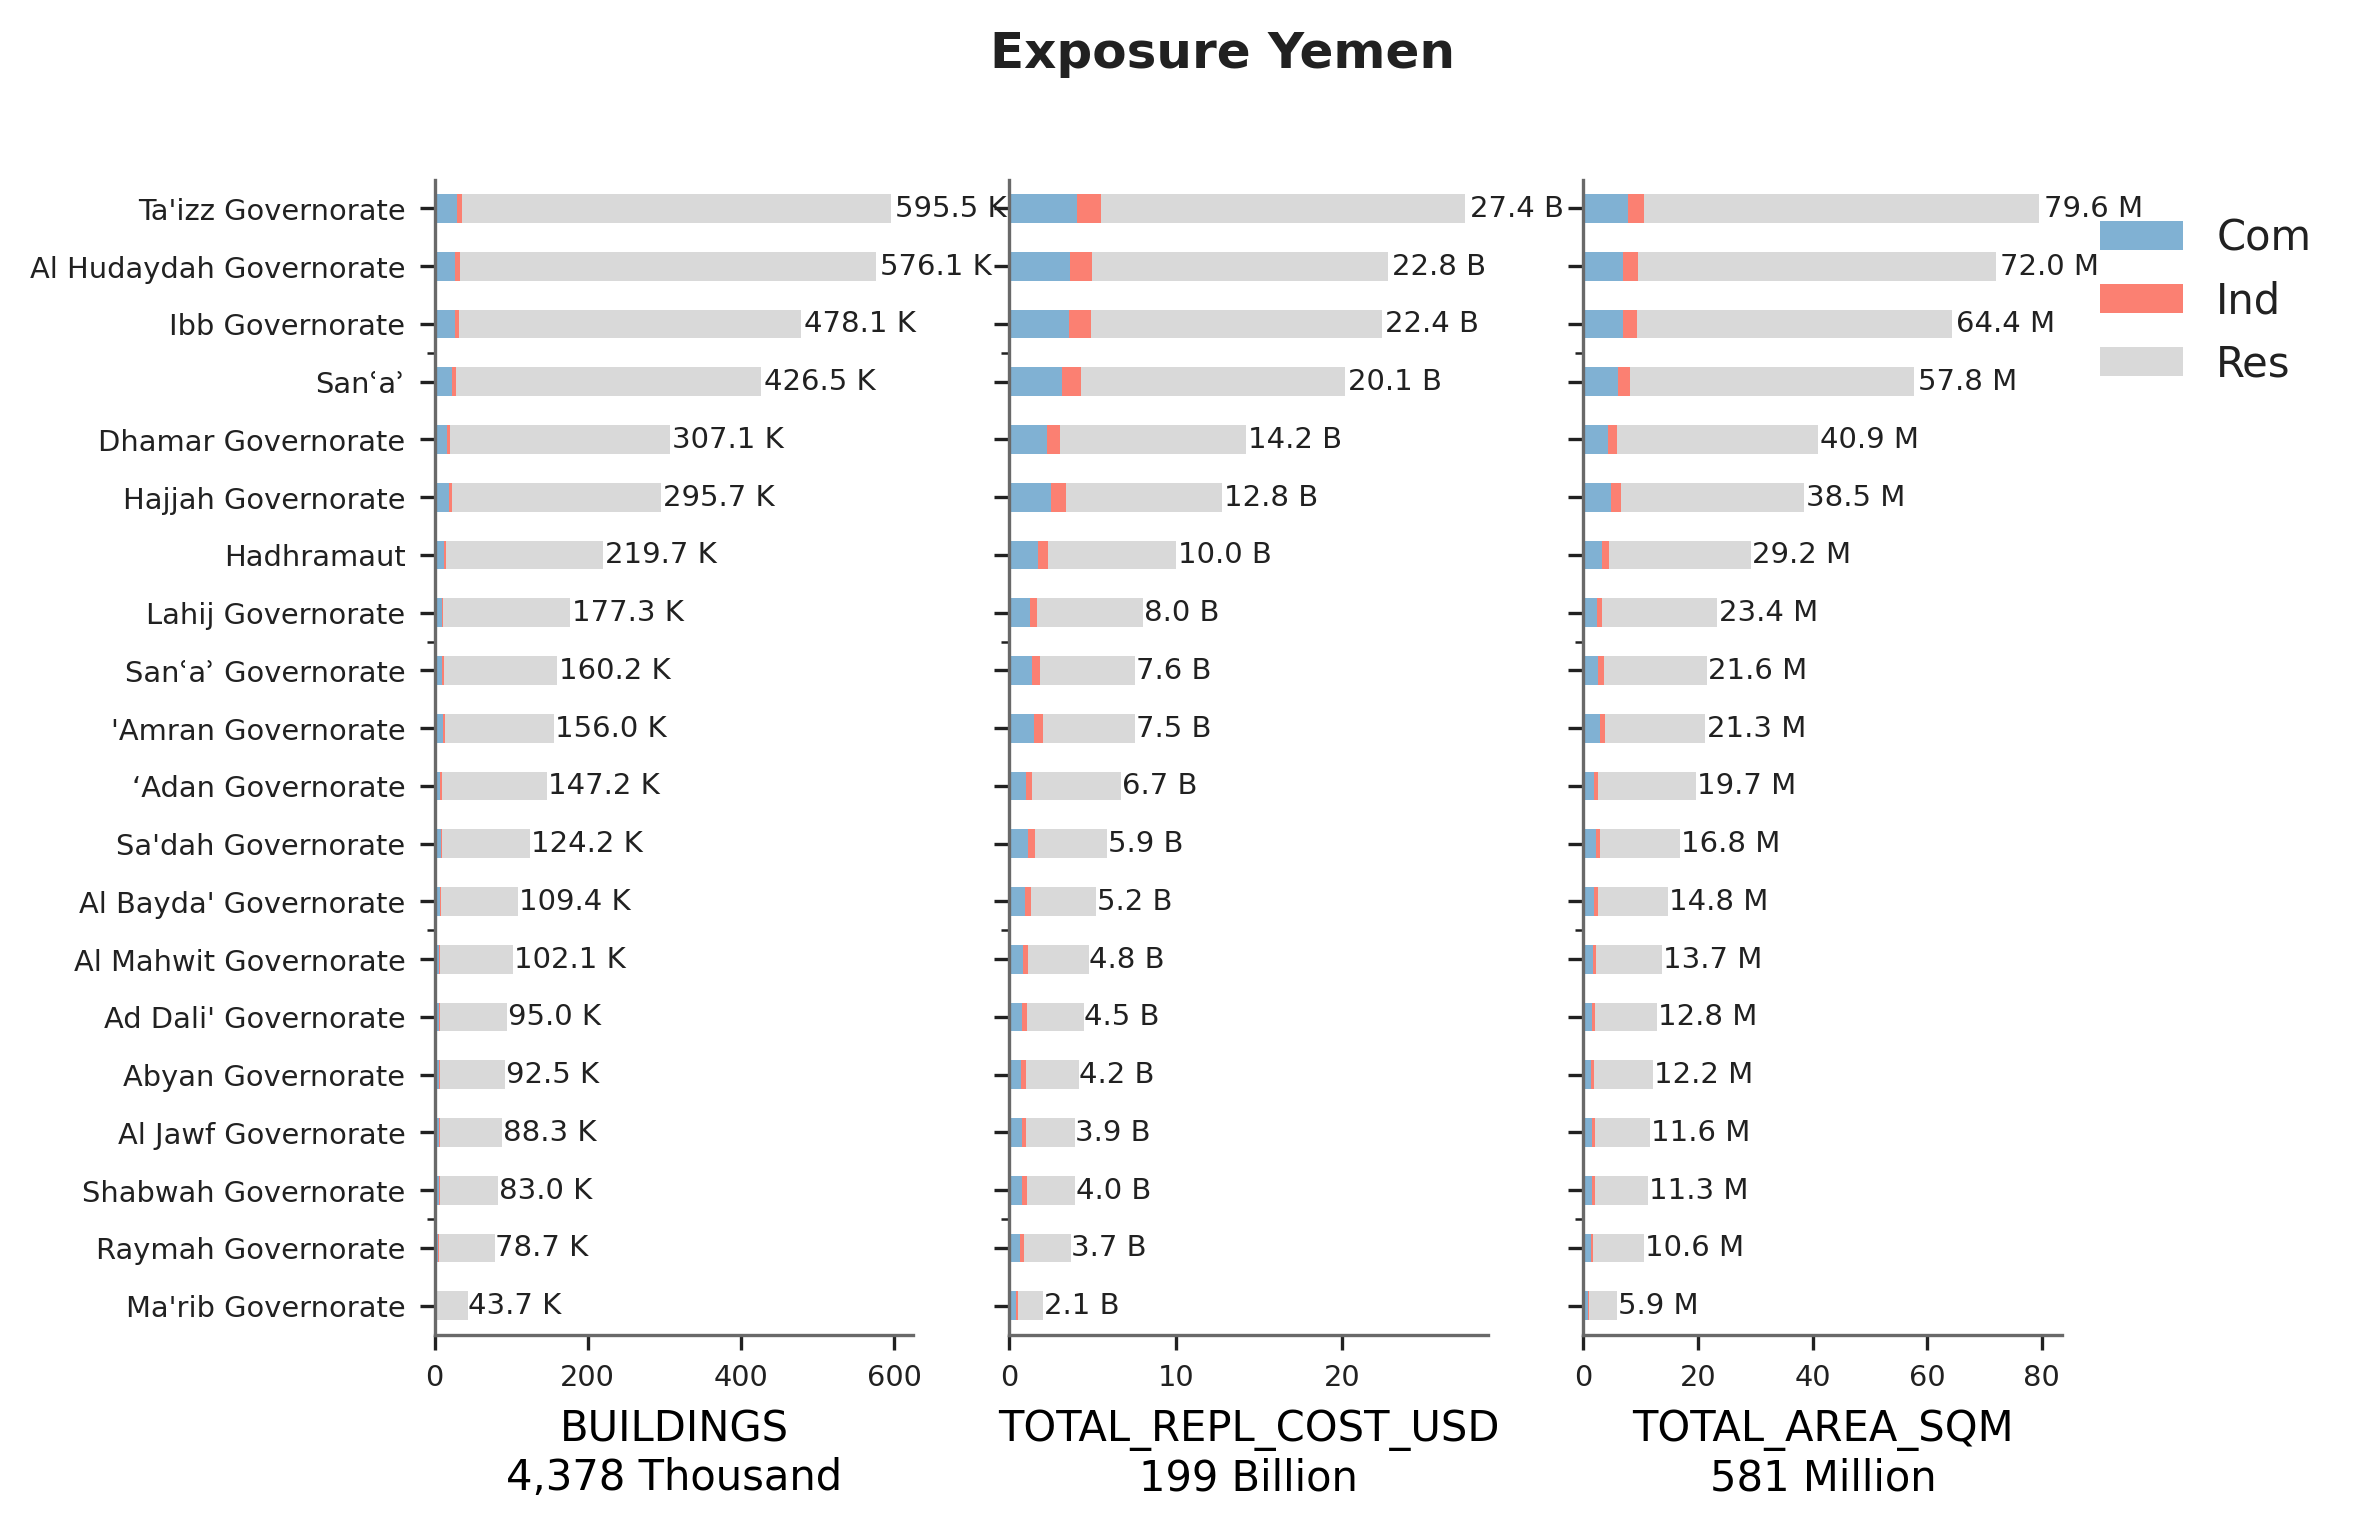 Exposure Yemen
Ta'izz Governorate 595.5 K 27.4 B 79.6 M
Al Hudaydah Governorate 576.1 K 22.8 B 72.0 M
Ibb Governorate 478.1 K 22.4 B 64.4 M
Sanʿaʾ 426.5 K 20.1 B 57.8 M
Dhamar Governorate 307.1 K 14.2 B 40.9 M
Hajjah Governorate 295.7 K 12.8 B 38.5 M
Hadhramaut 219.7 K 10.0 B 29.2 M
Lahij Governorate 177.3 K 8.0 B 23.4 M
Sanʿaʾ Governorate 160.2 K 7.6 B 21.6 M
'Amran Governorate 156.0 K 7.5 B 21.3 M
‘Adan Governorate 147.2 K 6.7 B 19.7 M
Sa'dah Governorate 124.2 K 5.9 B 16.8 M
Al Bayda' Governorate 109.4 K 5.2 B 14.8 M
Al Mahwit Governorate 102.1 K 4.8 B 13.7 M
Ad Dali' Governorate 95.0 K 4.5 B 12.8 M
Abyan Governorate 92.5 K 4.2 B 12.2 M
Al Jawf Governorate 88.3 K 3.9 B 11.6 M
Shabwah Governorate 83.0 K 4.0 B 11.3 M
Raymah Governorate 78.7 K 3.7 B 10.6 M
Ma'rib Governorate 43.7 K 2.1 B 5.9 M
0 200 400 600 0 10 20 0 20 40 60 80
BUILDINGS TOTAL_REPL_COST_USD TOTAL_AREA_SQM
4,378 Thousand 199 Billion 581 Million
Com
Ind
Res